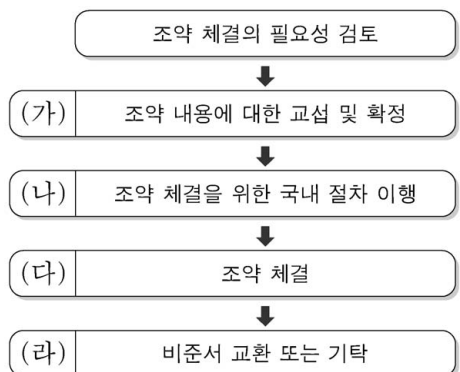 조약 체결의 필요성 검토
(가) 조약 내용에 대한 교섭 및 확정
(나) 조약 체결을 위한 국내 절차 이행
(다) 조약 체결
(라) 비준서 교환 또는 기탁